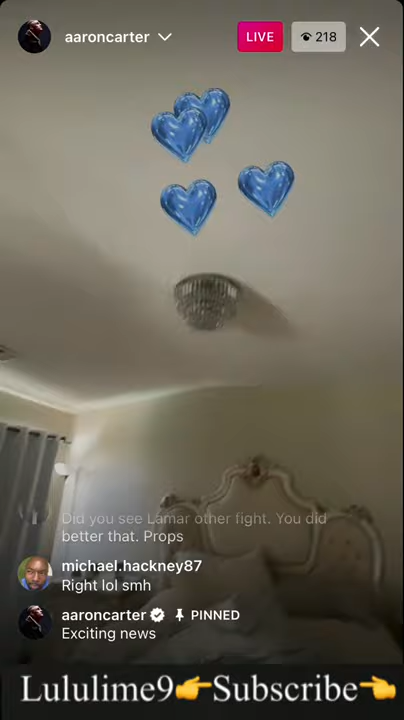 aaroncarter
LIVE
218
Did you see Lamar other fight. You did
better that. Props
michael.hackney87
Right lol smh
aaroncarter PINNED
Exciting news
Lululime9👉Subscribe👈